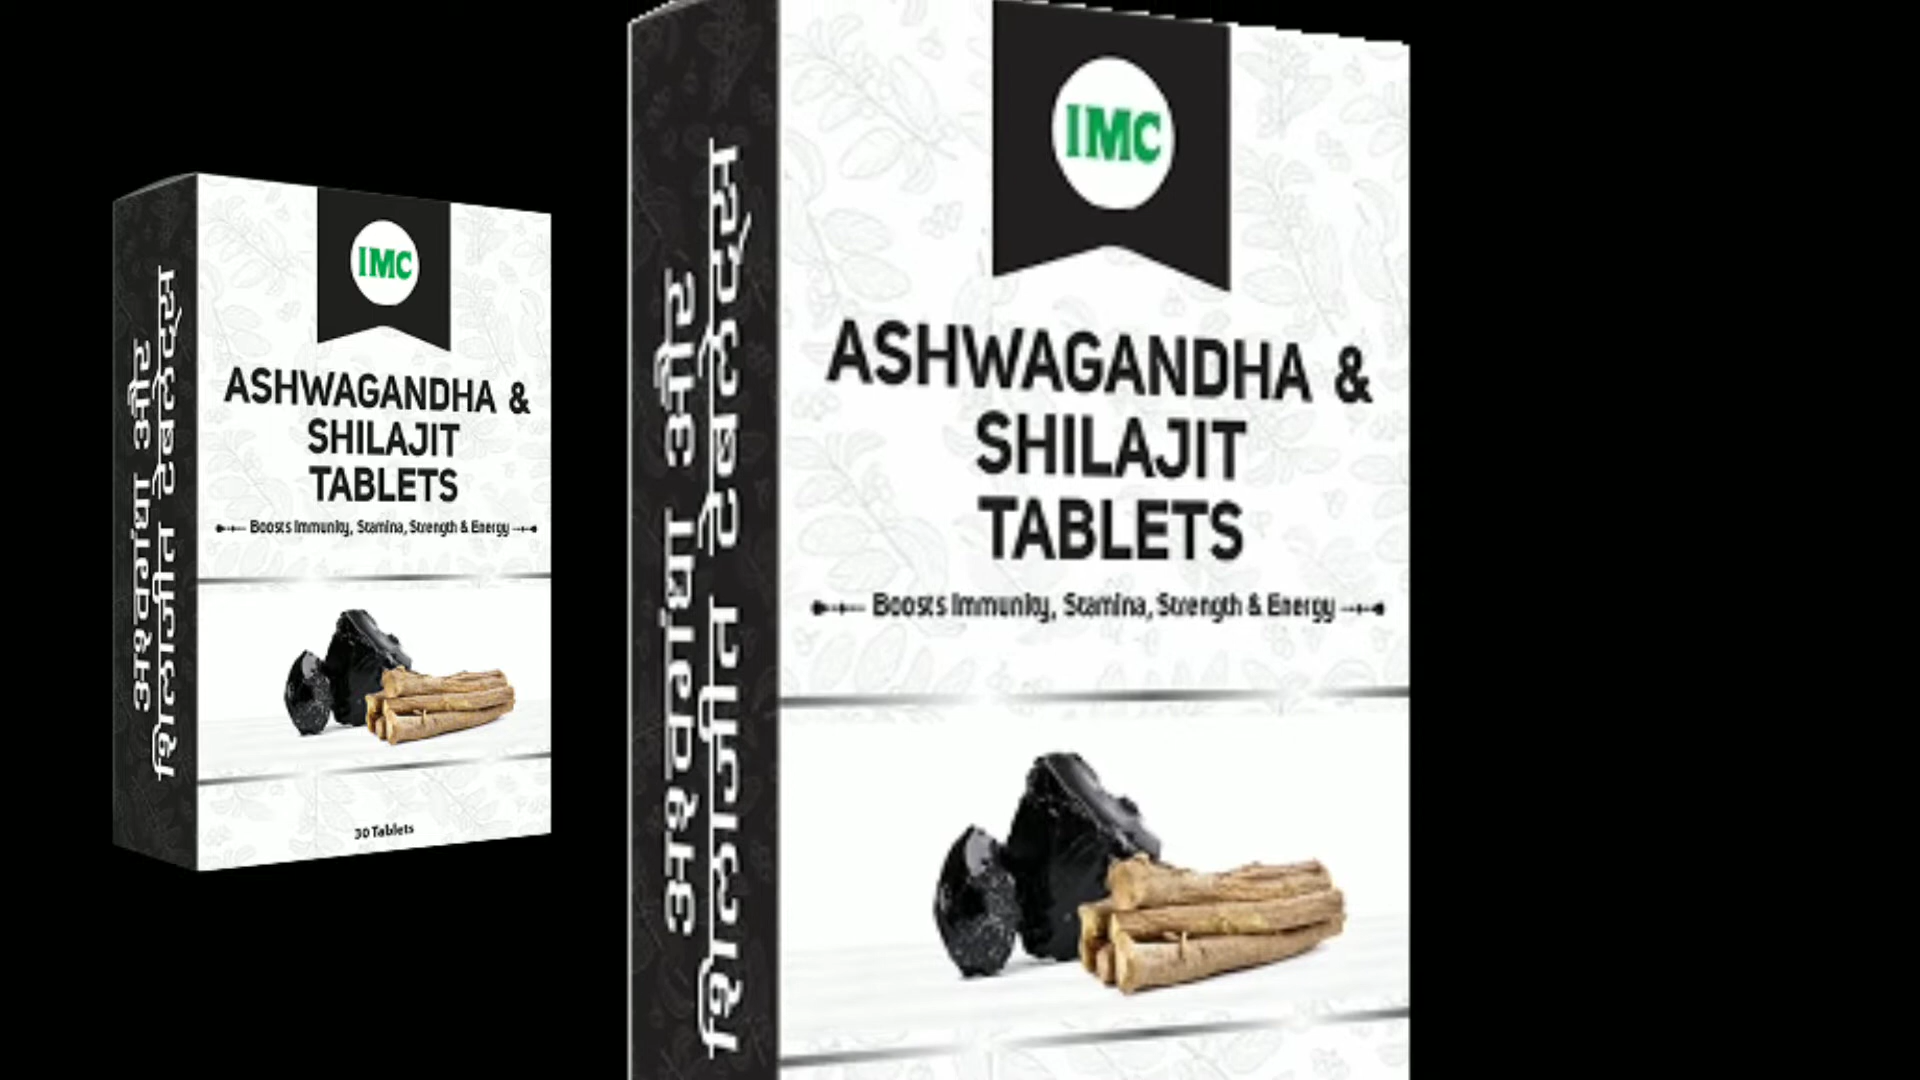 IMC
ASHWAGANDHA &
SHILAJIT
TABLETS
Boosts Immunity, Stamina, Strength & Energy
30 Tablets
अश्वगंधा और
शिलाजीत टेबलेट्स
IMC
ASHWAGANDHA &
SHILAJIT
TABLETS
Boosts Immunity, Stamina, Strength & Energy
अश्वगंधा और
शिलाजीत टेबलेट्स